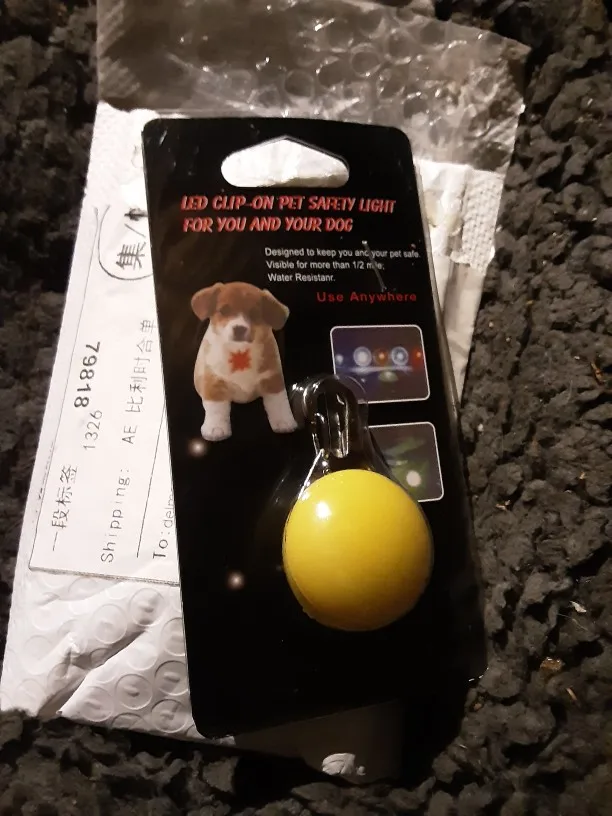 LED CLIP-ON PET SAFETY LIGHT
FOR YOU AND YOUR DOG
Designed to keep you and your pet safe.
Visible for more than 1/2 mile.
Water Resistanr.
Use Anywhere
集/
79818
1326
一段标签
AE 比利时合单
Shipping:
To: